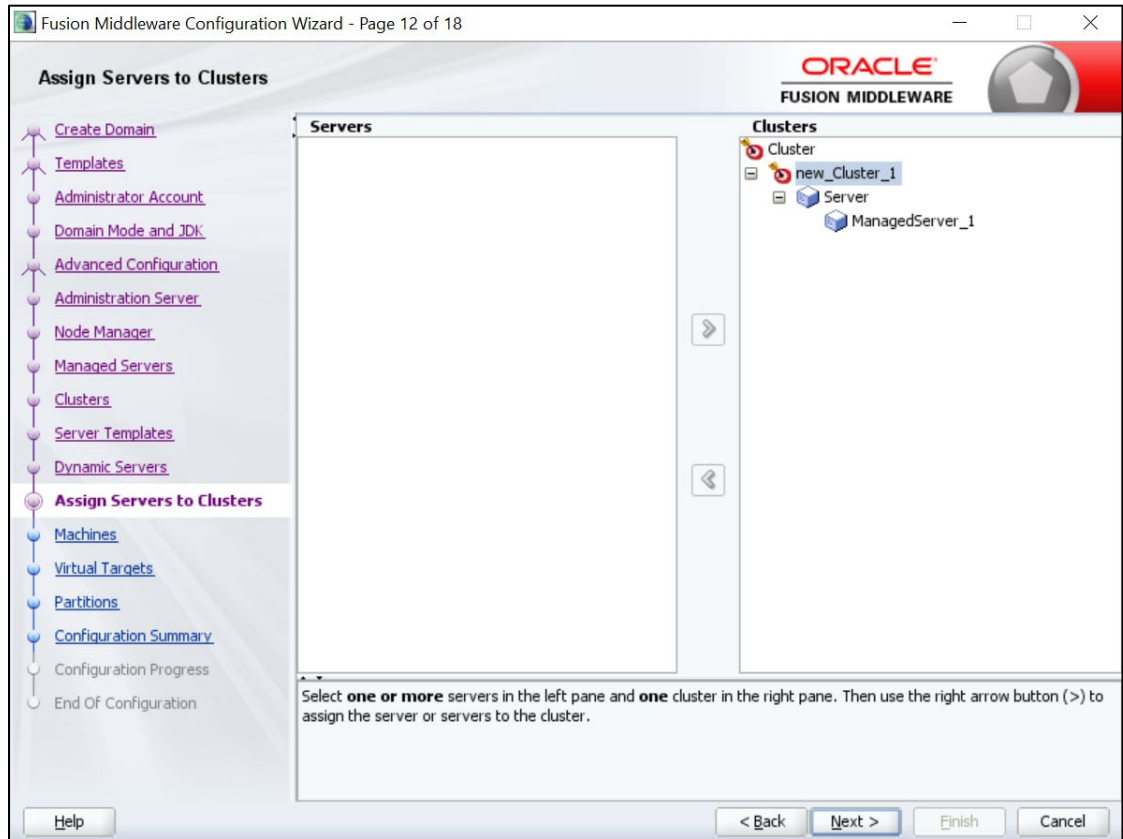 Fusion Middleware Configuration Wizard - Page 12 of 18
Assign Servers to Clusters
ORACLE
FUSION MIDDLEWARE
Create Domain
Templates
Administrator Account
Domain Mode and JDK
Advanced Configuration
Administration Server
Node Manager
Managed Servers
Clusters
Server Templates
Dynamic Servers
Assign Servers to Clusters
Machines
Virtual Targets
Partitions
Configuration Summary
Configuration Progress
End Of Configuration
Servers
Clusters
Cluster
new_Cluster_1
Server
ManagedServer_1
Select one or more servers in the left pane and one cluster in the right pane. Then use the right arrow button (>) to
assign the server or servers to the cluster.
Help
< Back
Next >
Finish
Cancel